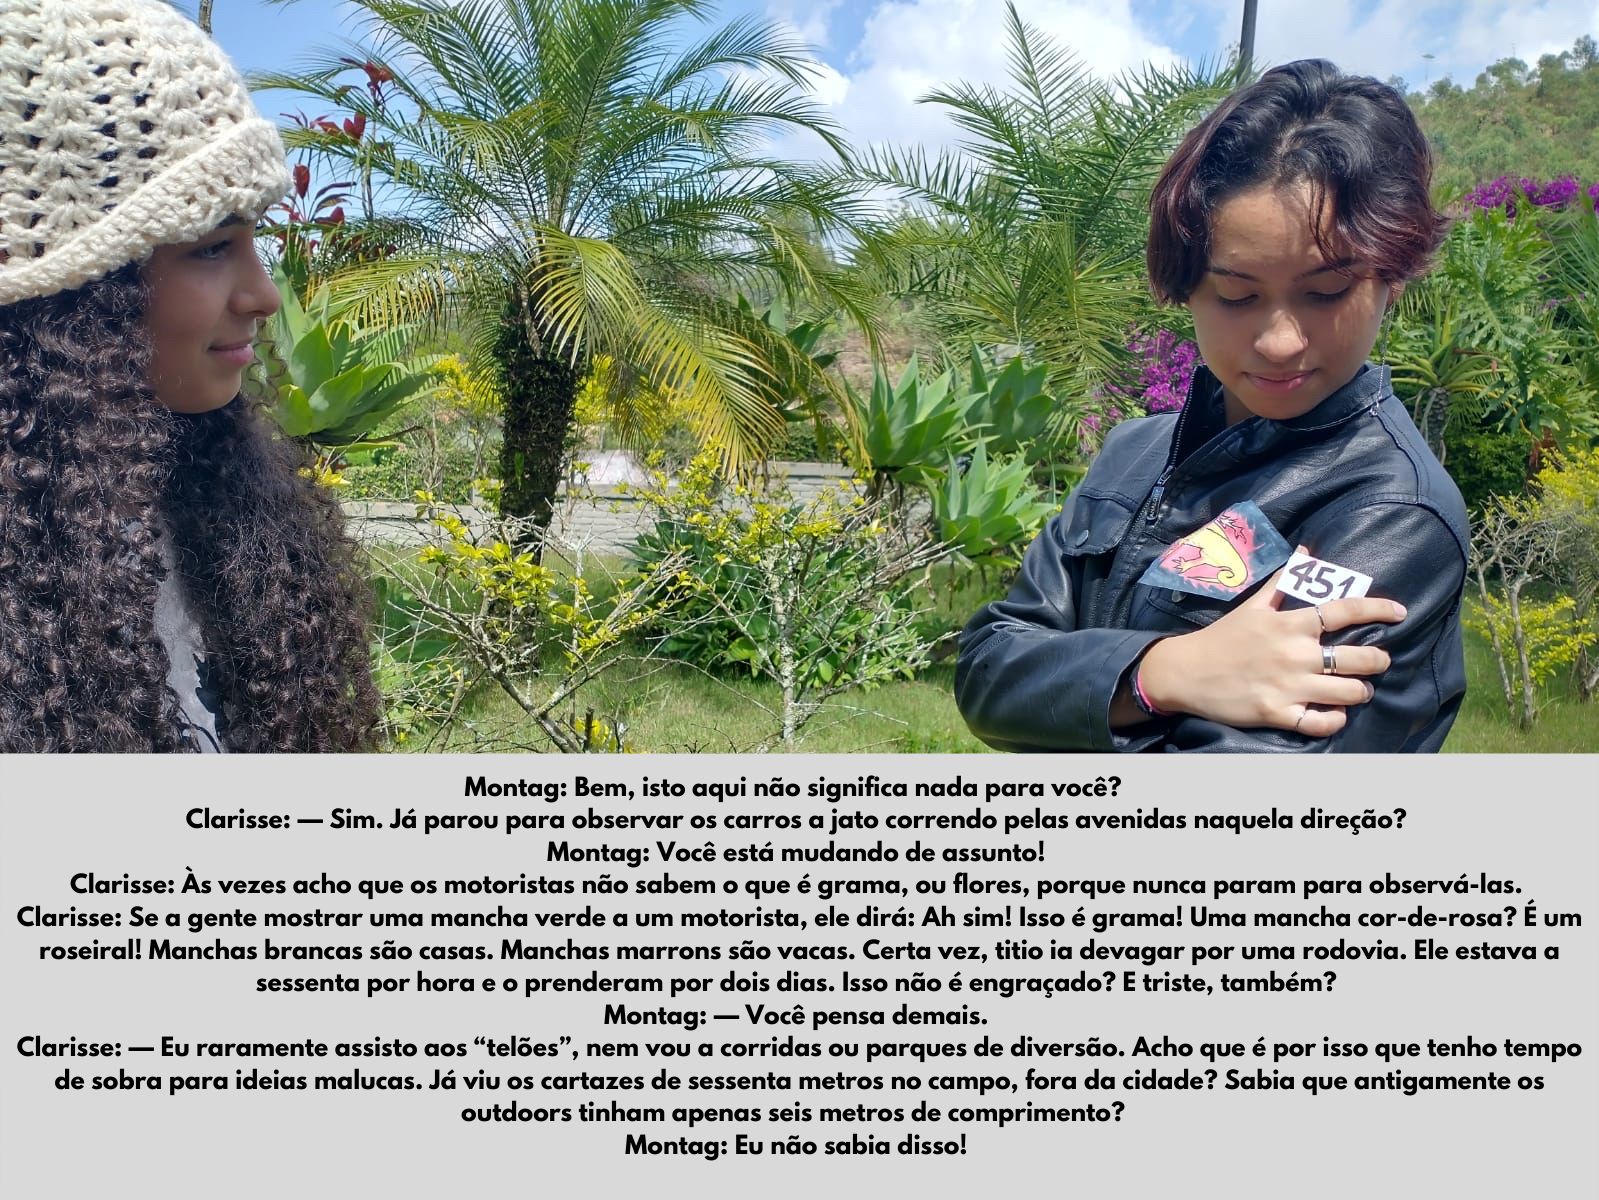 451
Montag: Bem, isto aqui não significa nada para você?
Clarisse: — Sim. Já parou para observar os carros a jato correndo pelas avenidas naquela direção?
Montag: Você está mudando de assunto!
Clarisse: Às vezes acho que os motoristas não sabem o que é grama, ou flores, porque nunca param para observá-las.
Clarisse: Se a gente mostrar uma mancha verde a um motorista, ele dirá: Ah sim! Isso é grama! Uma mancha cor-de-rosa? É um
roseiral! Manchas brancas são casas. Manchas marrons são vacas. Certa vez, titio ia devagar por uma rodovia. Ele estava a
sessenta por hora e o prenderam por dois dias. Isso não é engraçado? E triste, também?
Montag: — Você pensa demais.
Clarisse: — Eu raramente assisto aos “telões”, nem vou a corridas ou parques de diversão. Acho que é por isso que tenho tempo
de sobra para ideias malucas. Já viu os cartazes de sessenta metros no campo, fora da cidade? Sabia que antigamente os
outdoors tinham apenas seis metros de comprimento?
Montag: Eu não sabia disso!